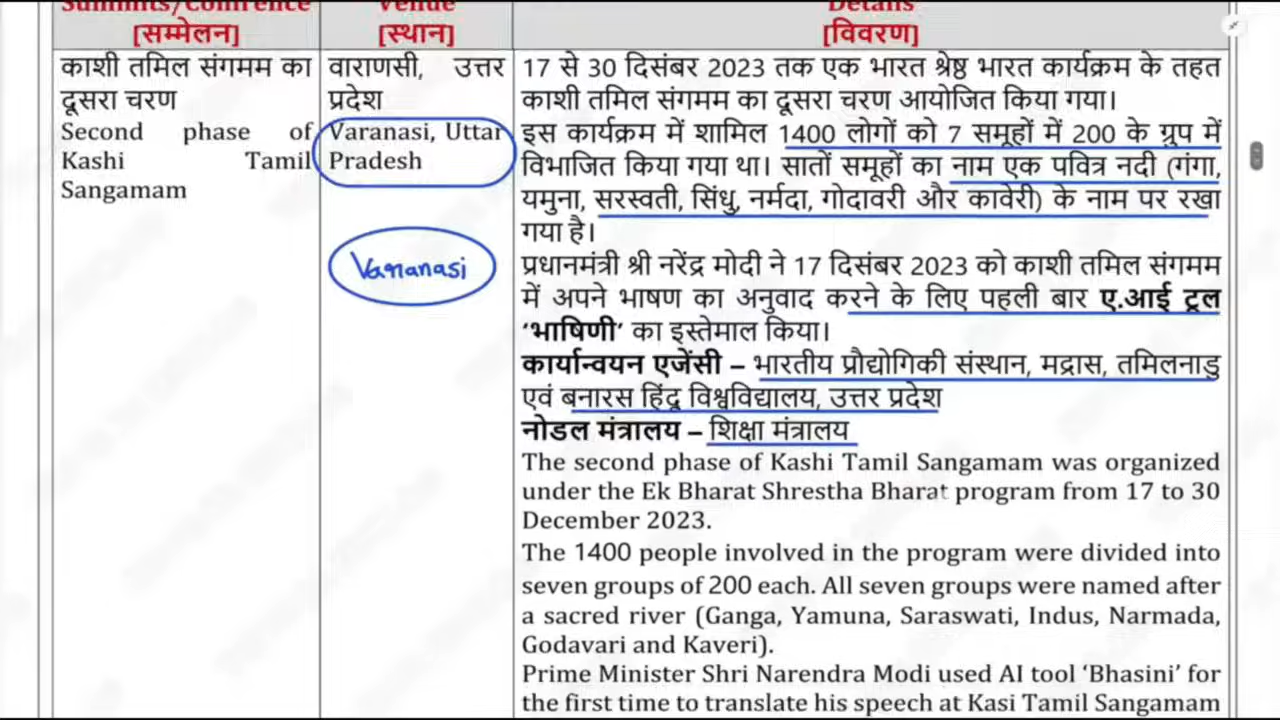 Summits/Confrence
Venue
Details
[सम्मेलन]
[स्थान]
[विवरण]
काशी तमिल संगमम का
दूसरा चरण
Second phase of
Kashi Tamil
Sangamam
वाराणसी, उत्तर
प्रदेश
Varanasi, Uttar
Pradesh
Varanasi
17 से 30 दिसंबर 2023 तक एक भारत श्रेष्ठ भारत कार्यक्रम के तहत
काशी तमिल संगमम का दूसरा चरण आयोजित किया गया।
इस कार्यक्रम में शामिल 1400 लोगों को 7 समूहों में 200 के ग्रुप में
विभाजित किया गया था। सातों समूहों का नाम एक पवित्र नदी (गंगा,
यमुना, सरस्वती, सिंधु, नर्मदा, गोदावरी और कावेरी) के नाम पर रखा
गया है।
प्रधानमंत्री श्री नरेंद्र मोदी ने 17 दिसंबर 2023 को काशी तमिल संगमम
में अपने भाषण का अनुवाद करने के लिए पहली बार ए.आई टूल
‘भाषिणी’ का इस्तेमाल किया।
कार्यान्वयन एजेंसी – भारतीय प्रौद्योगिकी संस्थान, मद्रास, तमिलनाडु
एवं बनारस हिंदू विश्वविद्यालय, उत्तर प्रदेश
नोडल मंत्रालय – शिक्षा मंत्रालय
The second phase of Kashi Tamil Sangamam was organized
under the Ek Bharat Shrestha Bharat program from 17 to 30
December 2023.
The 1400 people involved in the program were divided into
seven groups of 200 each. All seven groups were named after
a sacred river (Ganga, Yamuna, Saraswati, Indus, Narmada,
Godavari and Kaveri).
Prime Minister Shri Narendra Modi used AI tool ‘Bhasini’ for
the first time to translate his speech at Kasi Tamil Sangamam